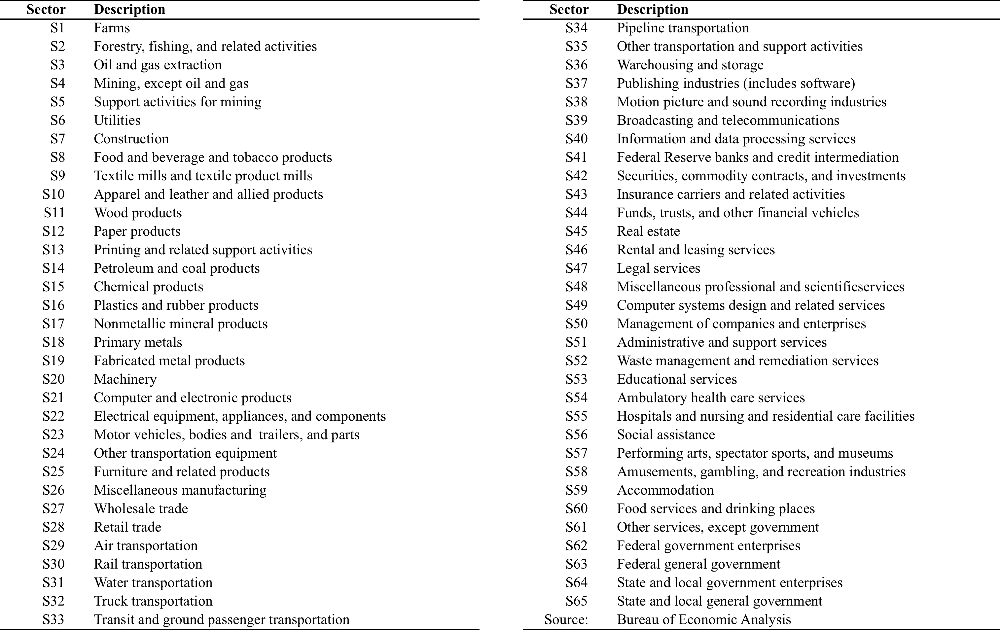 Sector Description
S1 Farms
S2 Forestry, fishing, and related activities
S3 Oil and gas extraction
S4 Mining, except oil and gas
S5 Support activities for mining
S6 Utilities
S7 Construction
S8 Food and beverage and tobacco products
S9 Textile mills and textile product mills
S10 Apparel and leather and allied products
S11 Wood products
S12 Paper products
S13 Printing and related support activities
S14 Petroleum and coal products
S15 Chemical products
S16 Plastics and rubber products
S17 Nonmetallic mineral products
S18 Primary metals
S19 Fabricated metal products
S20 Machinery
S21 Computer and electronic products
S22 Electrical equipment, appliances, and components
S23 Motor vehicles, bodies and  trailers, and parts
S24 Other transportation equipment
S25 Furniture and related products
S26 Miscellaneous manufacturing
S27 Wholesale trade
S28 Retail trade
S29 Air transportation
S30 Rail transportation
S31 Water transportation
S32 Truck transportation
S33 Transit and ground passenger transportation
Sector Description
S34 Pipeline transportation
S35 Other transportation and support activities
S36 Warehousing and storage
S37 Publishing industries (includes software)
S38 Motion picture and sound recording industries
S39 Broadcasting and telecommunications
S40 Information and data processing services
S41 Federal Reserve banks and credit intermediation
S42 Securities, commodity contracts, and investments
S43 Insurance carriers and related activities
S44 Funds, trusts, and other financial vehicles
S45 Real estate
S46 Rental and leasing services
S47 Legal services
S48 Miscellaneous professional and scientificservices
S49 Computer systems design and related services
S50 Management of companies and enterprises
S51 Administrative and support services
S52 Waste management and remediation services
S53 Educational services
S54 Ambulatory health care services
S55 Hospitals and nursing and residential care facilities
S56 Social assistance
S57 Performing arts, spectator sports, and museums
S58 Amusements, gambling, and recreation industries
S59 Accommodation
S60 Food services and drinking places
S61 Other services, except government
S62 Federal government enterprises
S63 Federal general government
S64 State and local government enterprises
S65 State and local general government
Source: Bureau of Economic Analysis